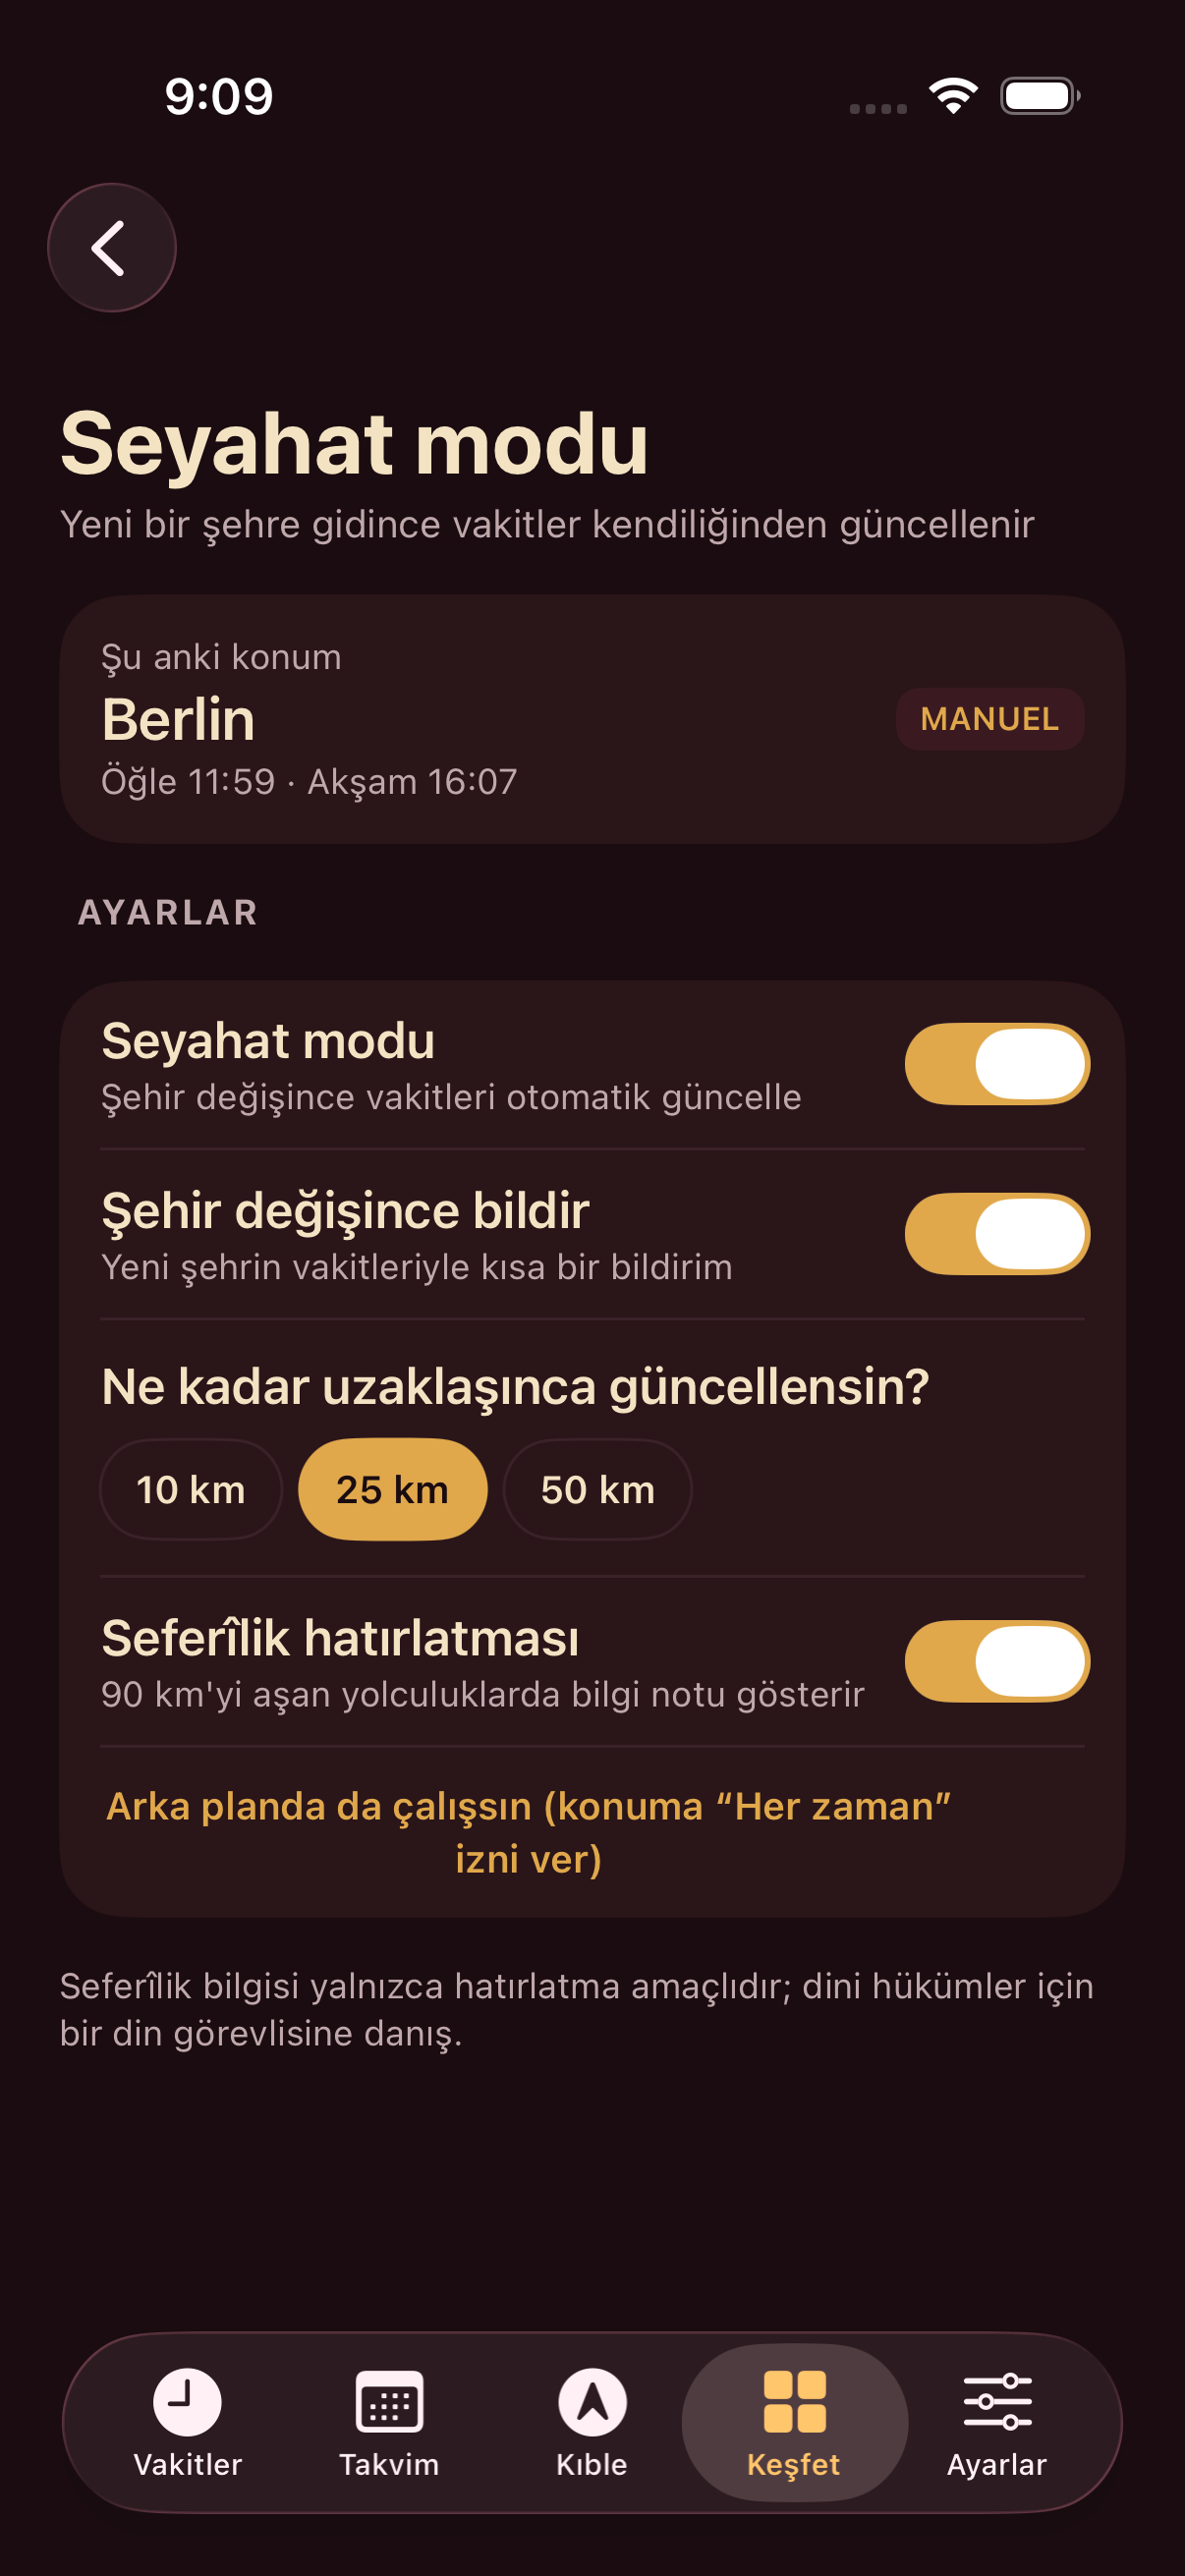 9:09
Seyahat modu
Yeni bir şehre gidince vakitler kendiliğinden güncellenir
Şu anki konum
Berlin
MANUEL
Öğle 11:59 · Akşam 16:07
AYARLAR
Seyahat modu
Şehir değişince vakitleri otomatik güncelle
Şehir değişince bildir
Yeni şehrin vakitleriyle kısa bir bildirim
Ne kadar uzaklaşınca güncellensin?
10 km
25 km
50 km
Seferîlik hatırlatması
90 km'yi aşan yolculuklarda bilgi notu gösterir
Arka planda da çalışsın (konuma “Her zaman”
izni ver)
Seferîlik bilgisi yalnızca hatırlatma amaçlıdır; dini hükümler için
bir din görevlisine danış.
Vakitler
Takvim
Kıble
Keşfet
Ayarlar